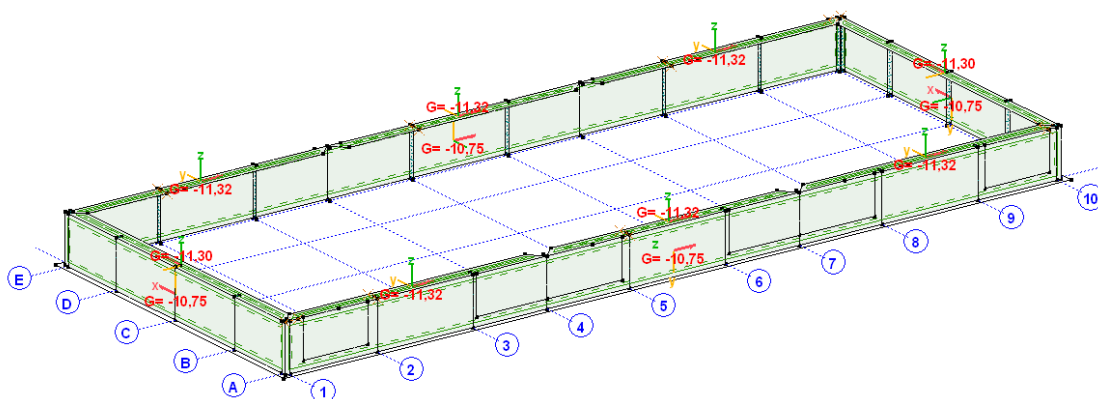 z
y
G= -11,32
z
G= -11,30
x
G= -10,75
y
z
G= -11,32
G= -10,75
z
y
G= -11,32
z
y
G= -11,32
z
G= -11,32
z
G= -10,75
y
z
G= -11,30
x
G= -10,75
z
y
G= -11,32
E
D
C
B
A
1
2
3
4
5
6
7
8
9
10